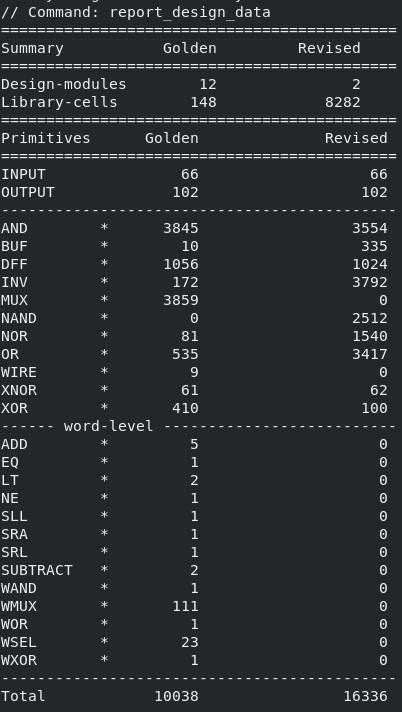 // Command: report_design_data
============================================
Summary           Golden         Revised
============================================
Design-modules        12               2
Library-cells        148            8282
============================================
Primitives      Golden              Revised
============================================
INPUT               66                   66
OUTPUT             102                  102
--------------------------------------------
AND        *      3845                 3554
BUF        *        10                  335
DFF        *      1056                 1024
INV        *       172                 3792
MUX        *      3859                    0
NAND       *         0                 2512
NOR        *        81                 1540
OR         *       535                 3417
WIRE       *         9                    0
XNOR       *        61                   62
XOR        *       410                  100
------ word-level --------------------------
ADD        *         5                    0
EQ         *         1                    0
LT         *         2                    0
NE         *         1                    0
SLL        *         1                    0
SRA        *         1                    0
SRL        *         1                    0
SUBTRACT   *         2                    0
WAND       *         1                    0
WMUX       *       111                    0
WOR        *         1                    0
WSEL       *        23                    0
WXOR       *         1                    0
--------------------------------------------
Total            10038                16336